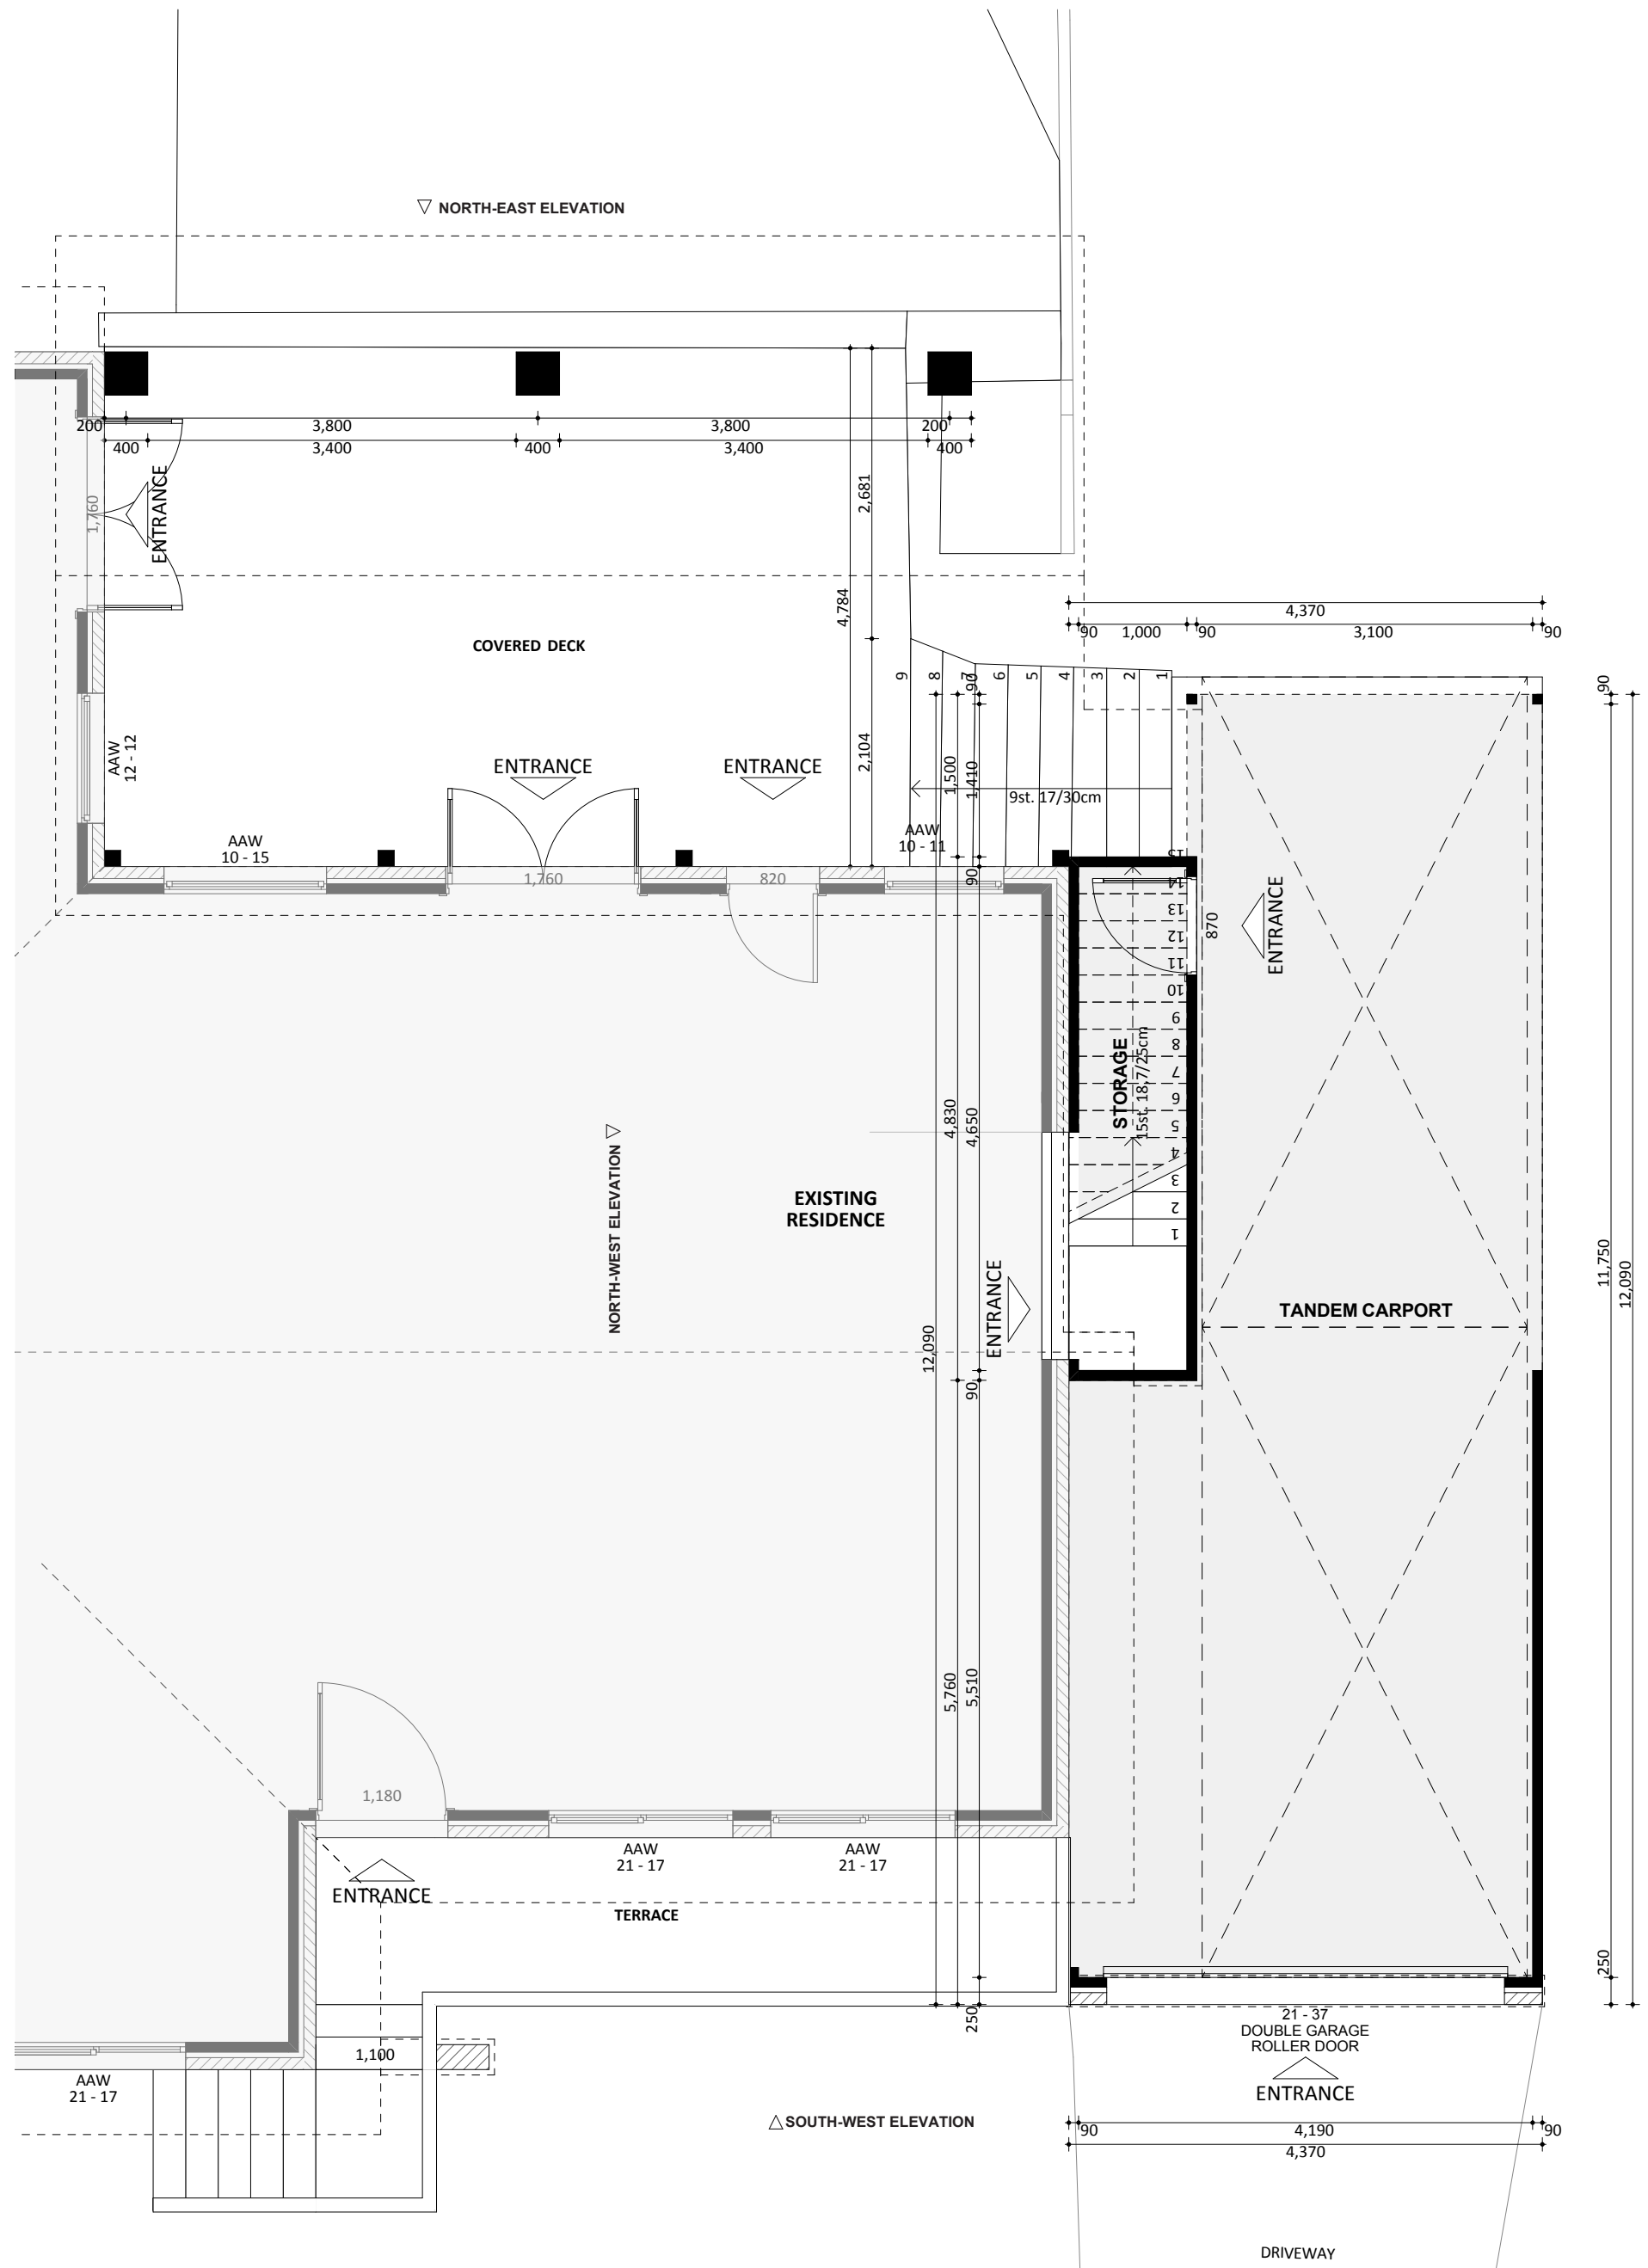 NORTH-EAST ELEVATION
200
3,800
3,800
200
400
3,400
400
3,400
400
1,760
ENTRANCE
2,681
4,784
2,104
4,370
90
1,000
90
3,100
90
COVERED DECK
9
8
7
6
5
4
3
2
1
90
90
AAW
12 - 12
ENTRANCE
ENTRANCE
1,500
1,410
9st. 17/30cm
AAW
10 - 15
AAW
10 - 11
1,760
820
90
15
14
13
12
11
10
9
8
7
6
5
4
3
2
1
870
ENTRANCE
STORAGE
15st. 18,7/25cm
4,830
4,650
NORTH-WEST ELEVATION
EXISTING
RESIDENCE
ENTRANCE
12,090
90
TANDEM CARPORT
11,750
12,090
5,760
5,510
1,180
AAW
21 - 17
AAW
21 - 17
ENTRANCE
TERRACE
250
250
21 - 37
DOUBLE GARAGE
ROLLER DOOR
ENTRANCE
1,100
AAW
21 - 17
SOUTH-WEST ELEVATION
90
4,190
90
4,370
DRIVEWAY